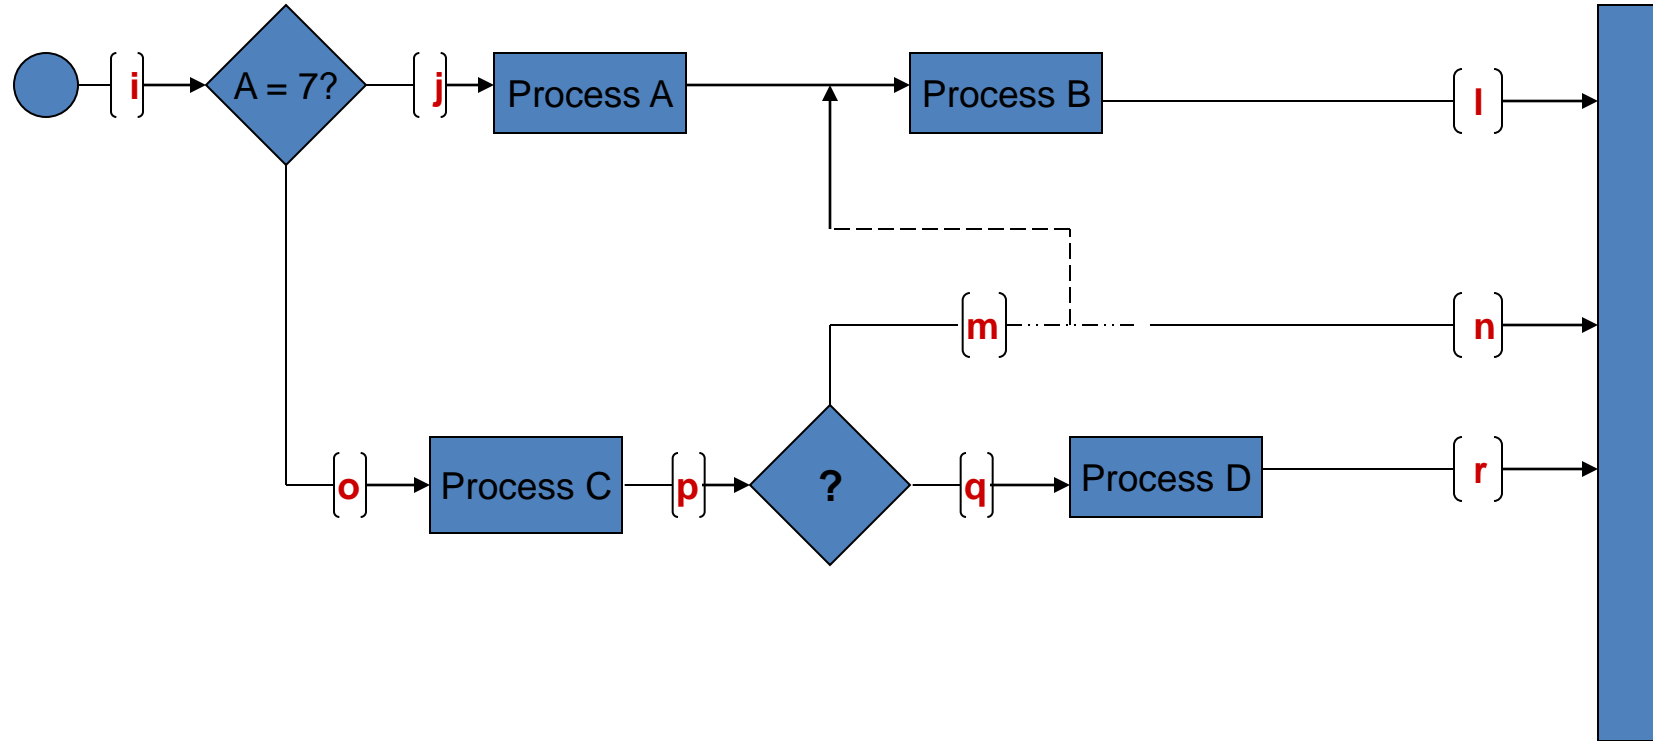 i
A = 7?
j
Process A
Process B
l
m
n
o
Process C
p
?
q
Process D
r